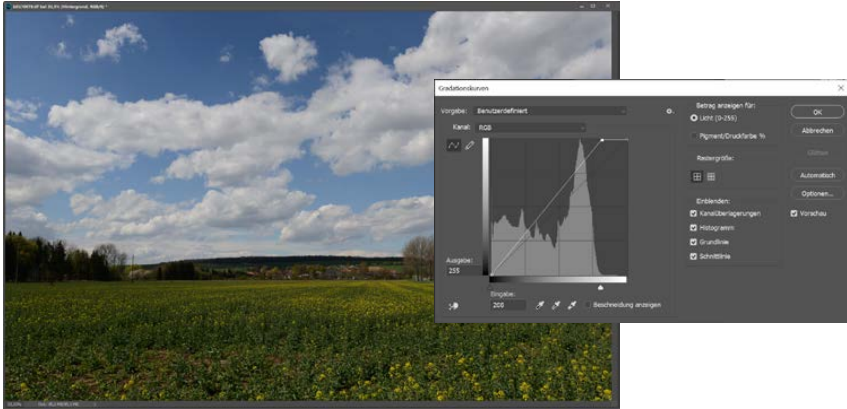 Gradationskurven
Vorgabe: Benutzerdefiniert
Kanal: RGB
Ausgabe:
255
Eingabe:
208
Beschneidung anzeigen
Betrag anzeigen für:
Licht (0-255)
Pigment/Druckfarbe %
Rastergröße:
Einblenden:
Kanalüberlagerungen
Histogramm
Grundlinie
Schnittlinie
OK
Abbrechen
Glätten
Automatisch
Optionen...
Vorschau